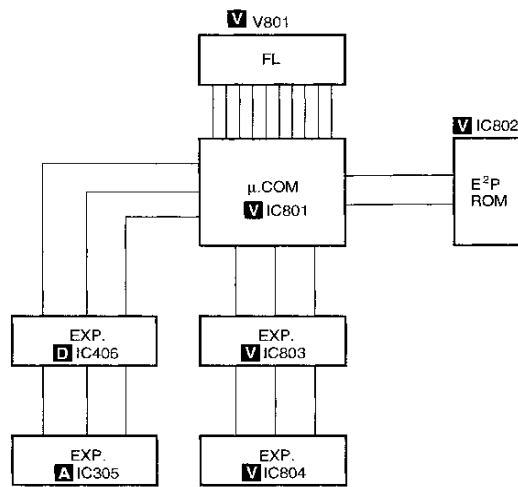 V V801
FL
V IC802
E²P
ROM
μ.COM
V IC801
EXP.
D IC406
EXP.
V IC803
EXP.
A IC305
EXP.
V IC804